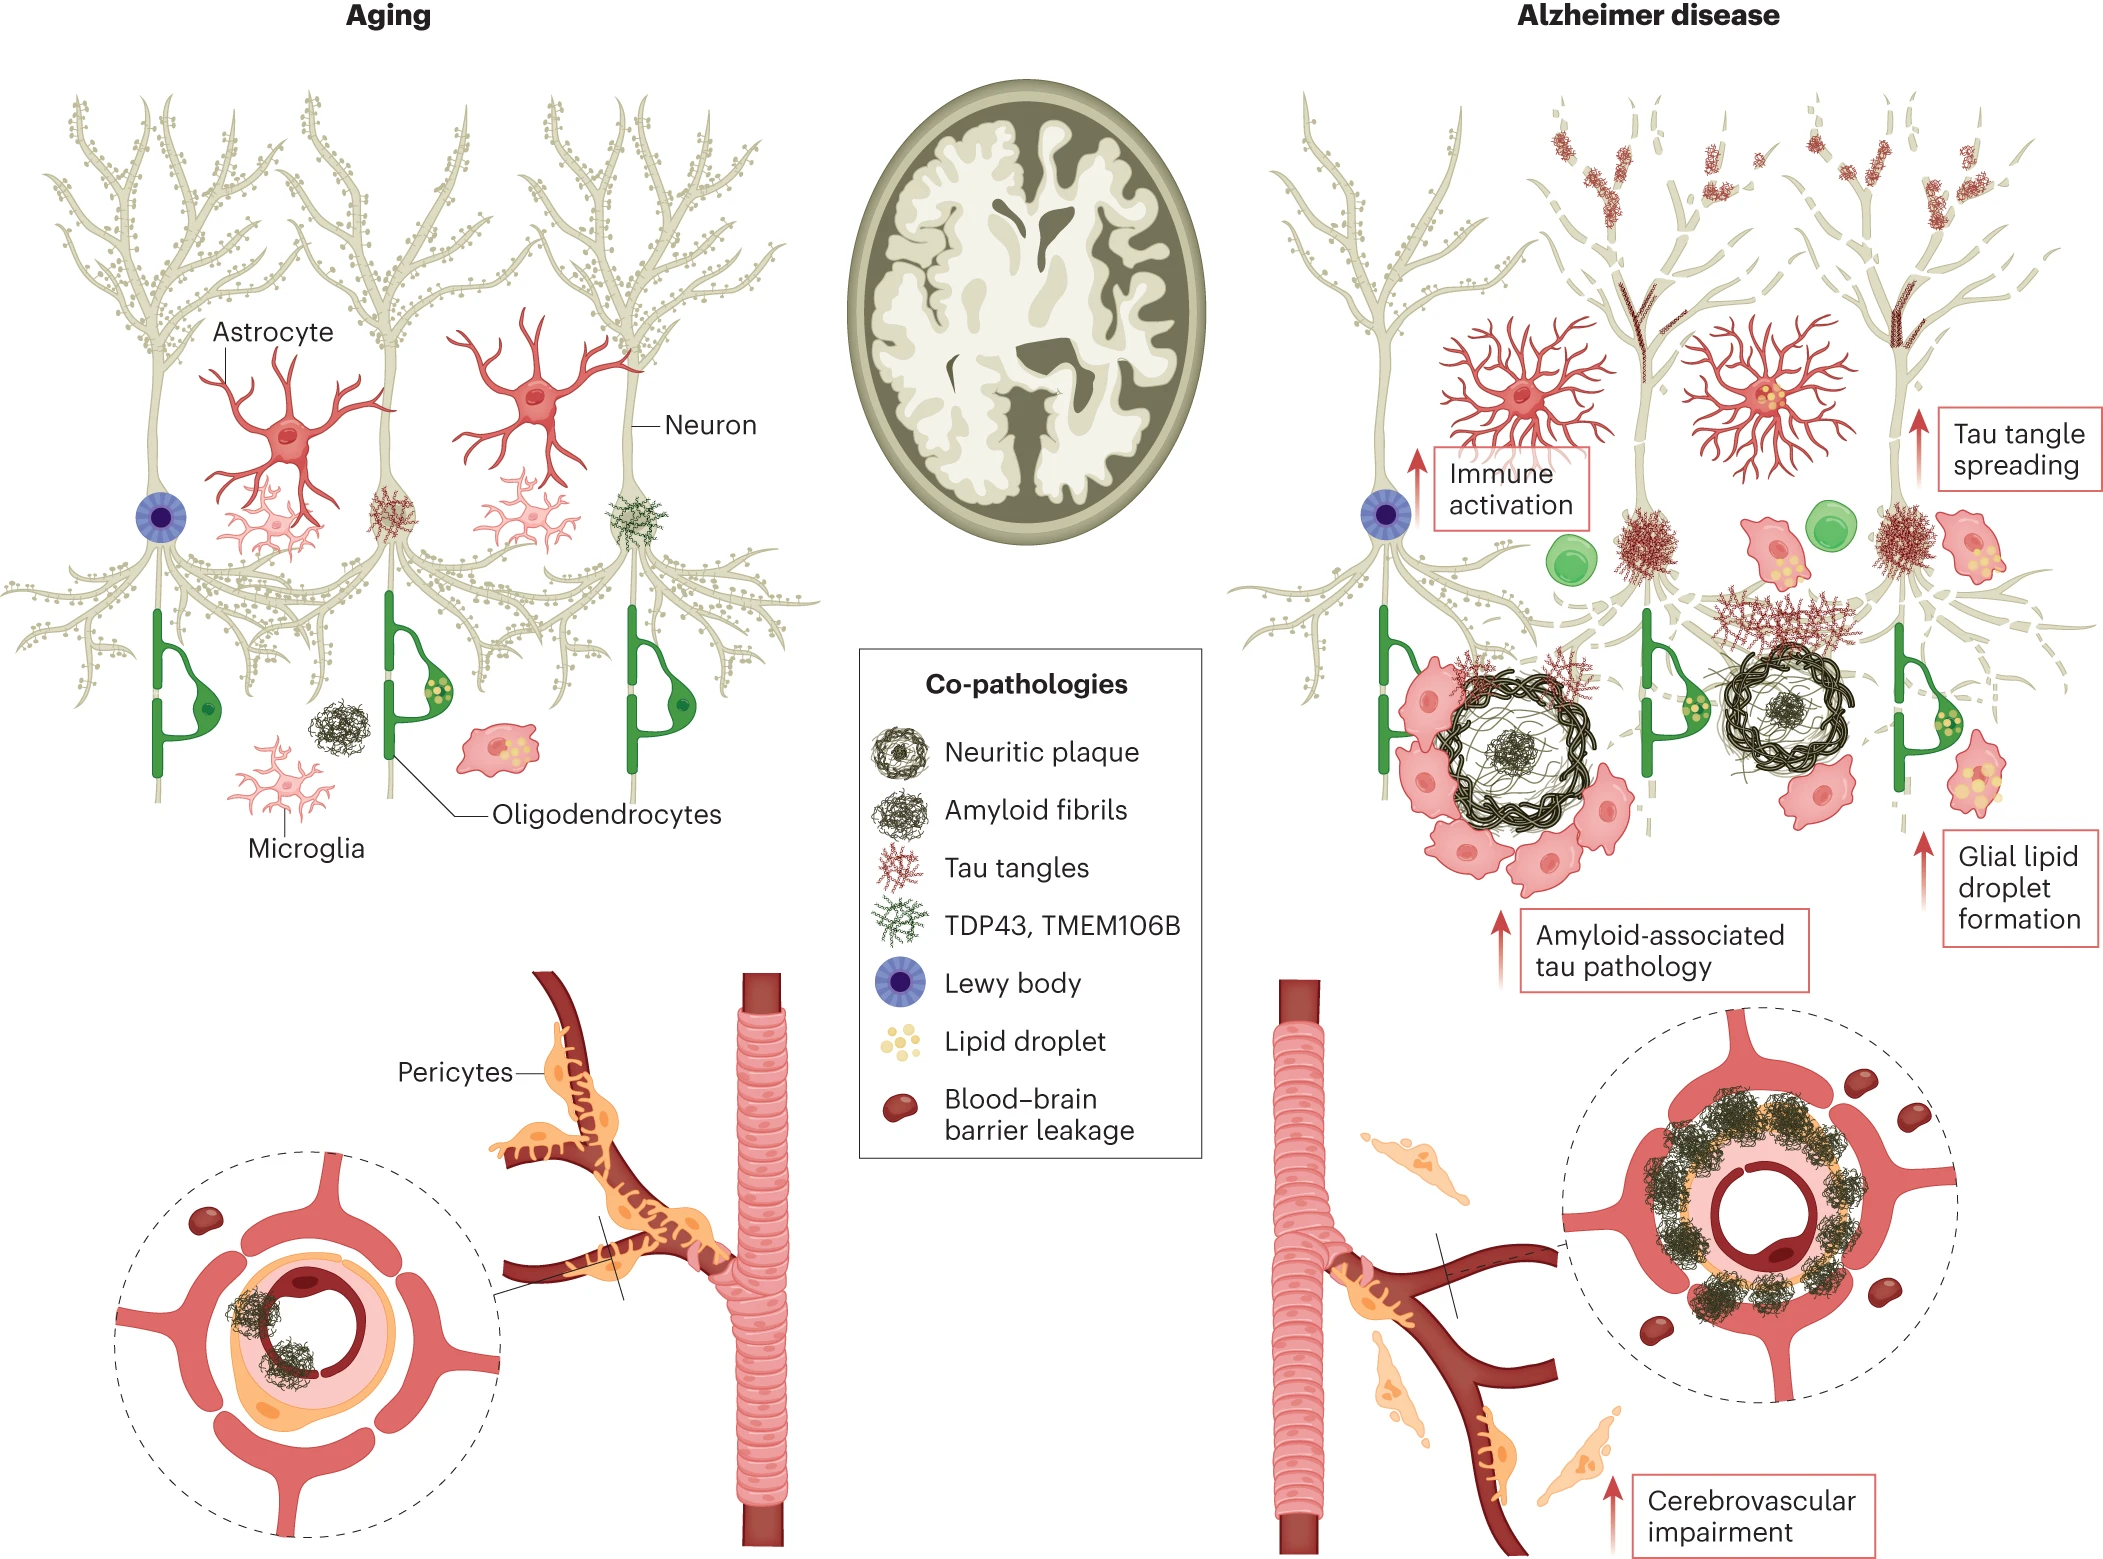 Aging
Alzheimer disease
Astrocyte
Neuron
Microglia
Oligodendrocytes
Pericytes
Co-pathologies
Neuritic plaque
Amyloid fibrils
Tau tangles
TDP43, TMEM106B
Lewy body
Lipid droplet
Blood–brain
barrier leakage
Immune
activation
Tau tangle
spreading
Glial lipid
droplet
formation
Amyloid-associated
tau pathology
Cerebrovascular
impairment